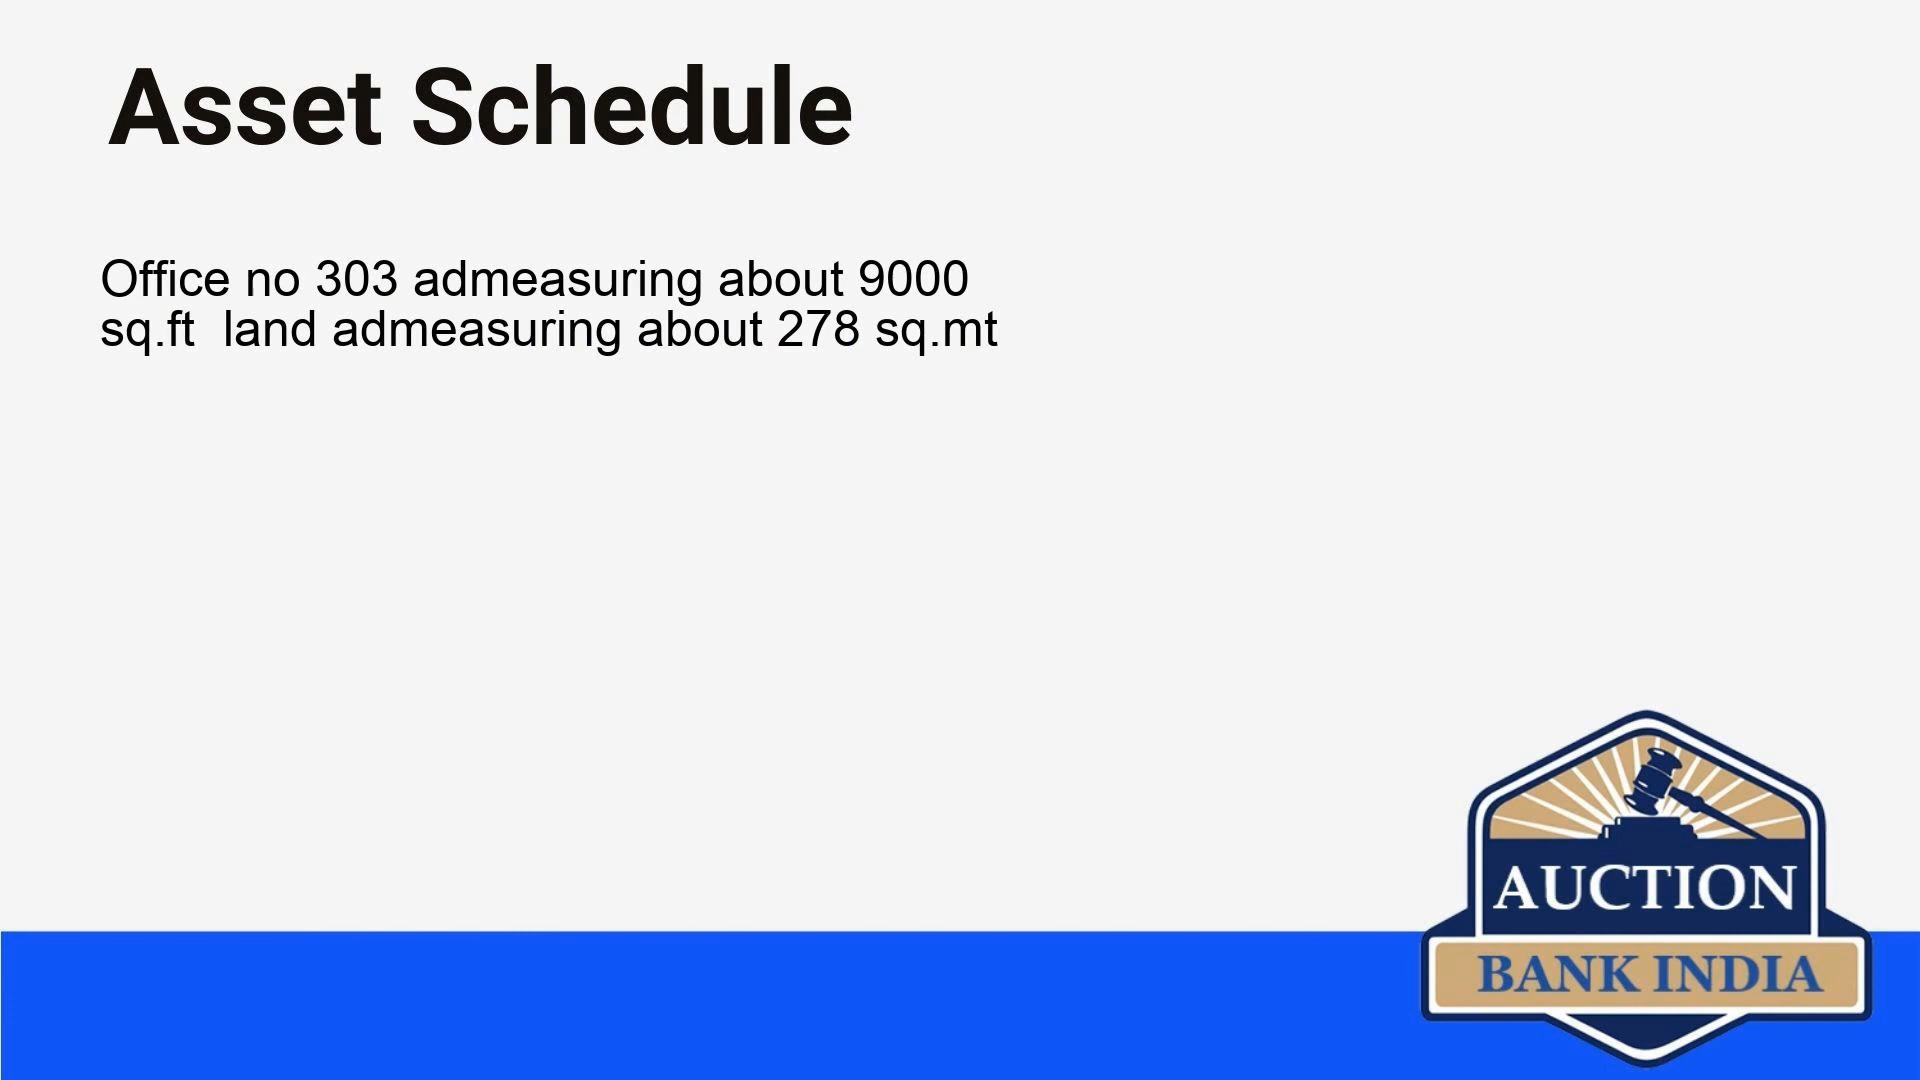 Asset Schedule
Office no 303 admeasuring about 9000
sq.ft  land admeasuring about 278 sq.mt
AUCTION
BANK INDIA